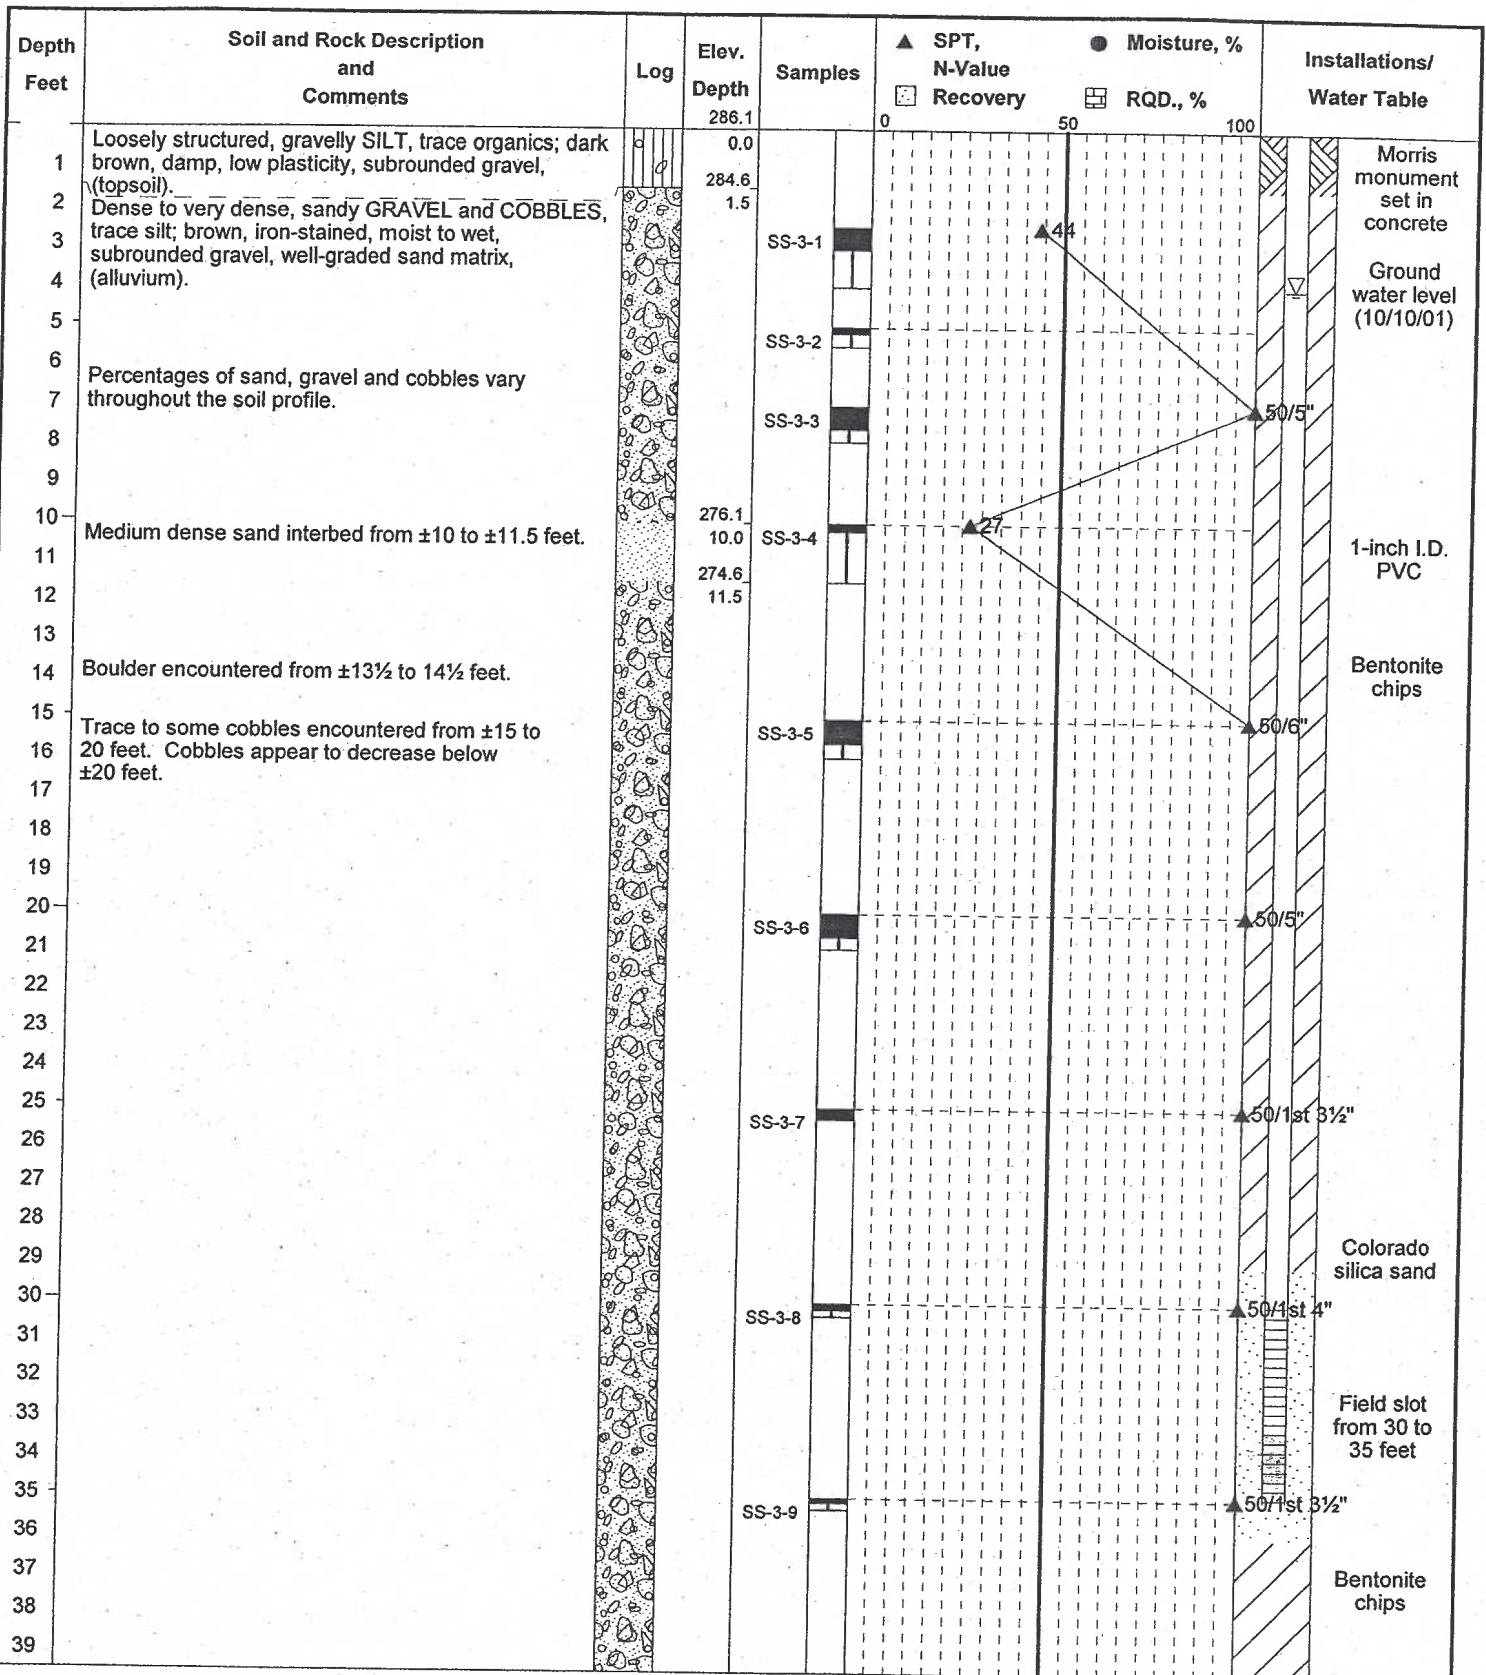 Depth
Feet
Soil and Rock Description
and
Comments
Log
Elev.
Depth
286.1
Samples
▲ SPT,
N-Value
● Moisture, %
Recovery
RQD., %
0
50
100
Installations/
Water Table
0.0
284.6
1.5
276.1
10.0
274.6
11.5
1
2
3
4
5
6
7
8
9
10
11
12
13
14
15
16
17
18
19
20
21
22
23
24
25
26
27
28
29
30
31
32
33
34
35
36
37
38
39
Loosely structured, gravelly SILT, trace organics; dark
brown, damp, low plasticity, subrounded gravel,
(topsoil).
Dense to very dense, sandy GRAVEL and COBBLES,
trace silt; brown, iron-stained, moist to wet,
subrounded gravel, well-graded sand matrix,
(alluvium).
Percentages of sand, gravel and cobbles vary
throughout the soil profile.
Medium dense sand interbed from ±10 to ±11.5 feet.
Boulder encountered from ±13½ to 14½ feet.
Trace to some cobbles encountered from ±15 to
20 feet. Cobbles appear to decrease below
±20 feet.
SS-3-1
SS-3-2
SS-3-3
SS-3-4
SS-3-5
SS-3-6
SS-3-7
SS-3-8
SS-3-9
44
50/5"
27
50/6"
50/5"
50/1st 3½"
50/1st 4"
50/1st 3½"
Morris
monument
set in
concrete
Ground
water level
(10/10/01)
1-inch I.D.
PVC
Bentonite
chips
Colorado
silica sand
Field slot
from 30 to
35 feet
Bentonite
chips